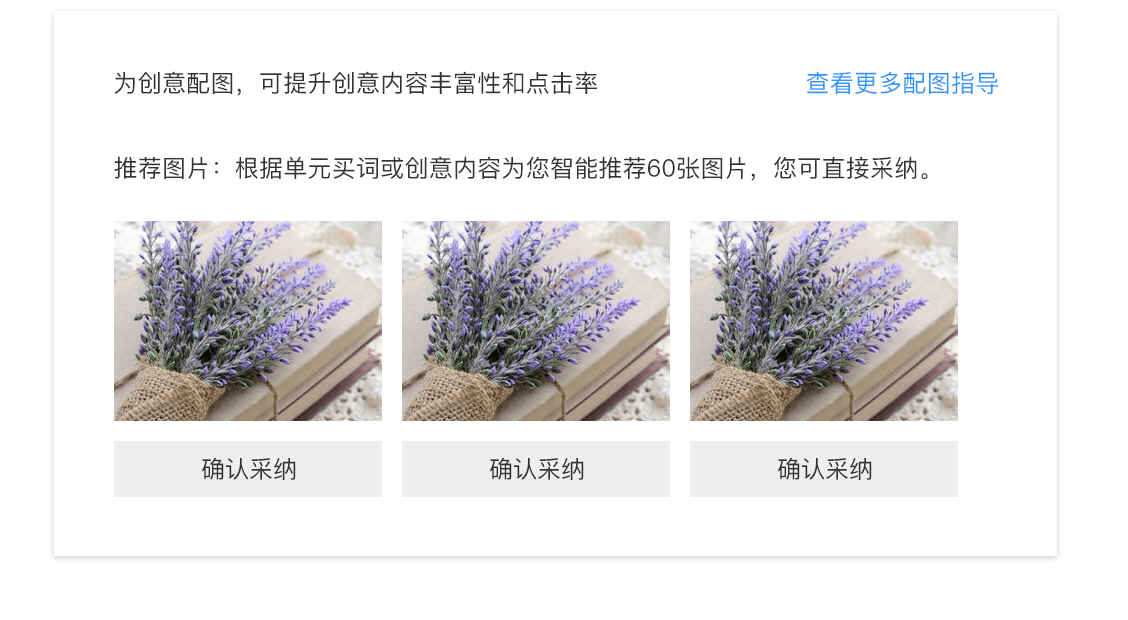 为创意配图，可提升创意内容丰富性和点击率
查看更多配图指导
推荐图片：根据单元买词或创意内容为您智能推荐60张图片，您可直接采纳。
确认采纳
确认采纳
确认采纳